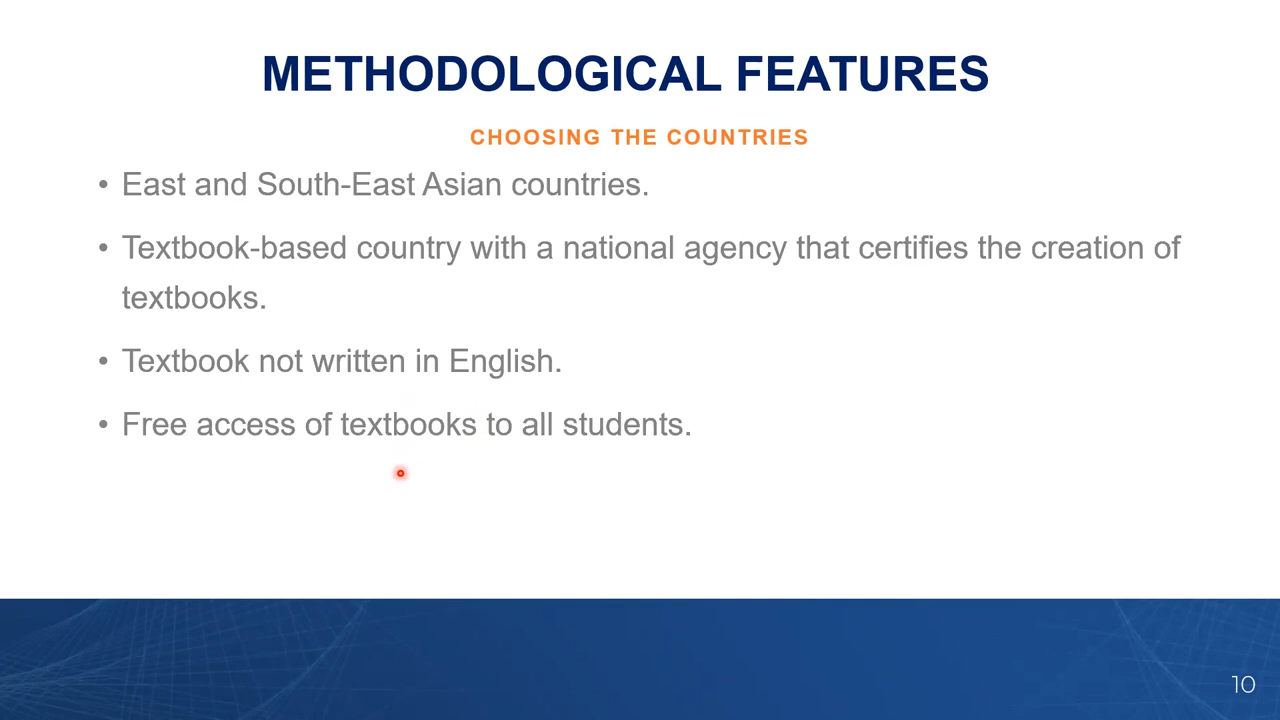 METHODOLOGICAL FEATURES
CHOOSING THE COUNTRIES
• East and South-East Asian countries.
• Textbook-based country with a national agency that certifies the creation of
textbooks.
• Textbook not written in English.
• Free access of textbooks to all students.
10